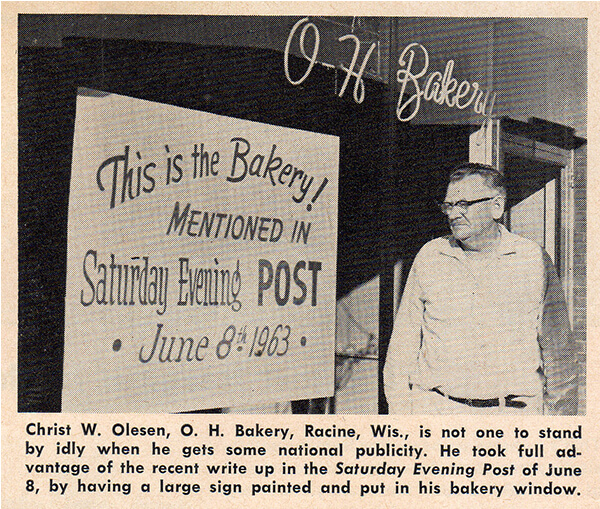 O H Bakery
This is the Bakery!
MENTIONED IN
Saturday Evening POST
• June 8th 1963 •
Christ W. Olesen, O. H. Bakery, Racine, Wis., is not one to stand
by idly when he gets some national publicity. He took full ad-
vantage of the recent write up in the Saturday Evening Post of June
8, by having a large sign painted and put in his bakery window.